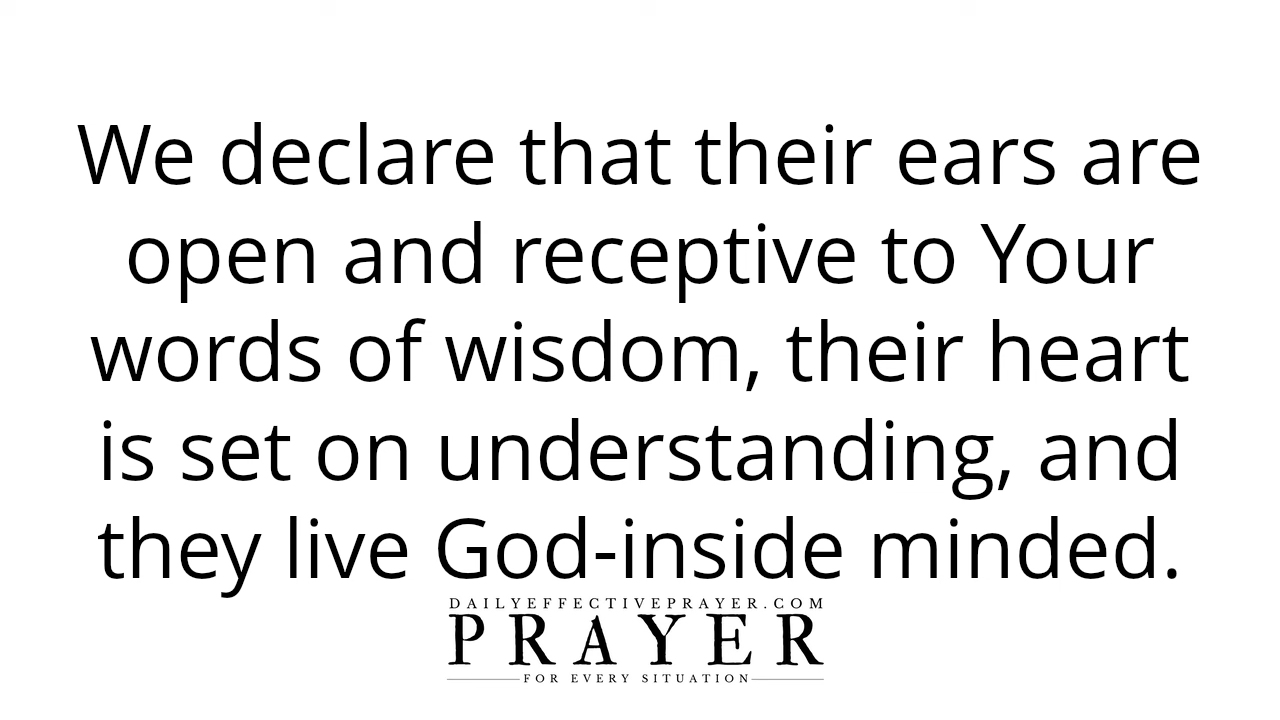 We declare that their ears are
open and receptive to Your
words of wisdom, their heart
is set on understanding, and
they live God-inside minded.
DAILYEFFECTIVEPRAYER.COM
PRAYER
FOR EVERY SITUATION